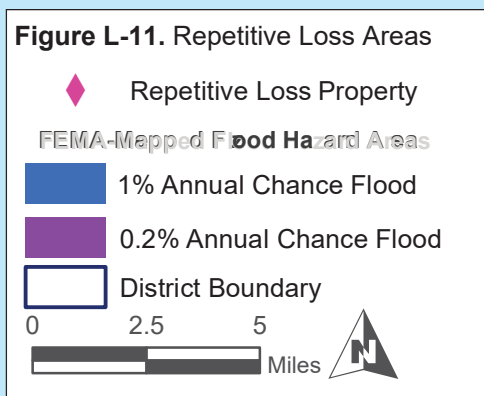 Figure L-11. Repetitive Loss Areas
Repetitive Loss Property
FEMA-Mapped Flood Hazard Areas
1% Annual Chance Flood
0.2% Annual Chance Flood
District Boundary
0 2.5 5
Miles
N